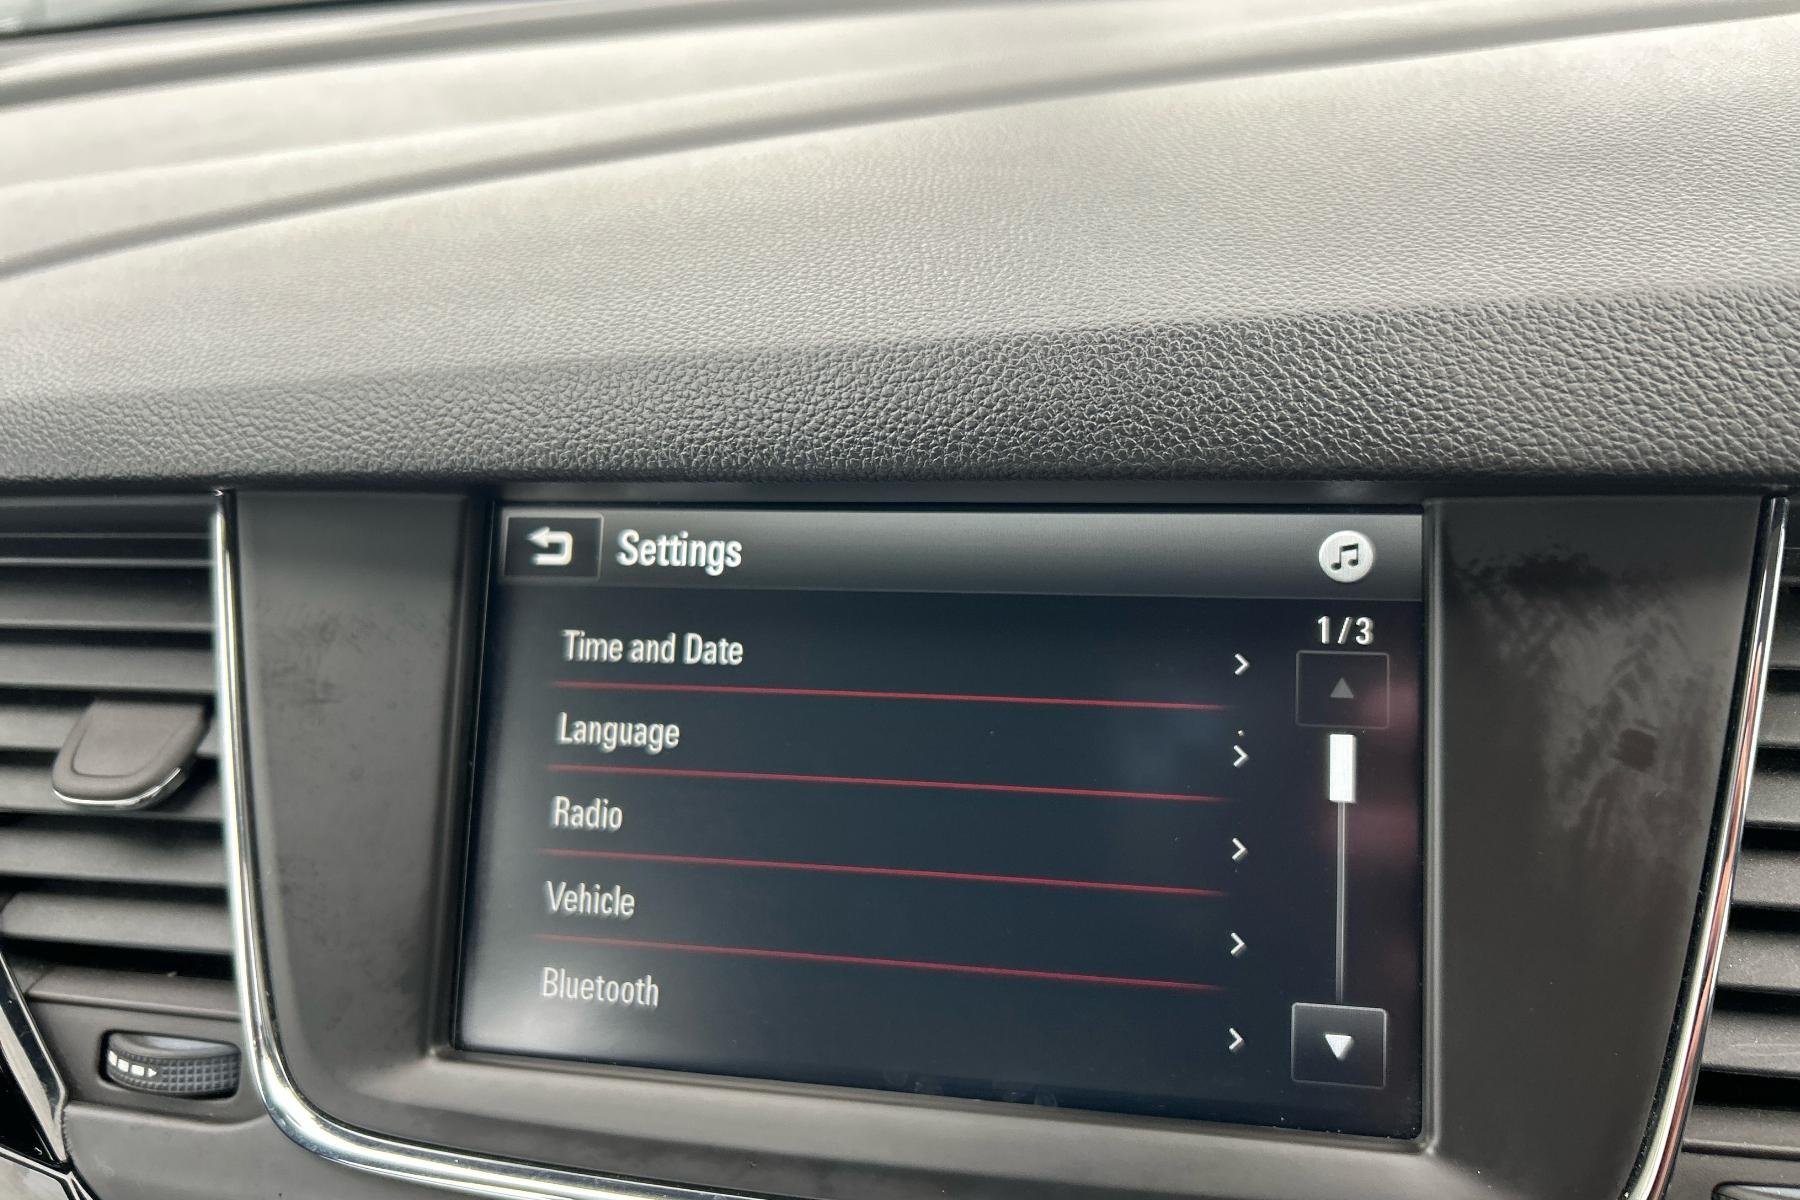 Settings
1/3
Time and Date
Language
Radio
Vehicle
Bluetooth